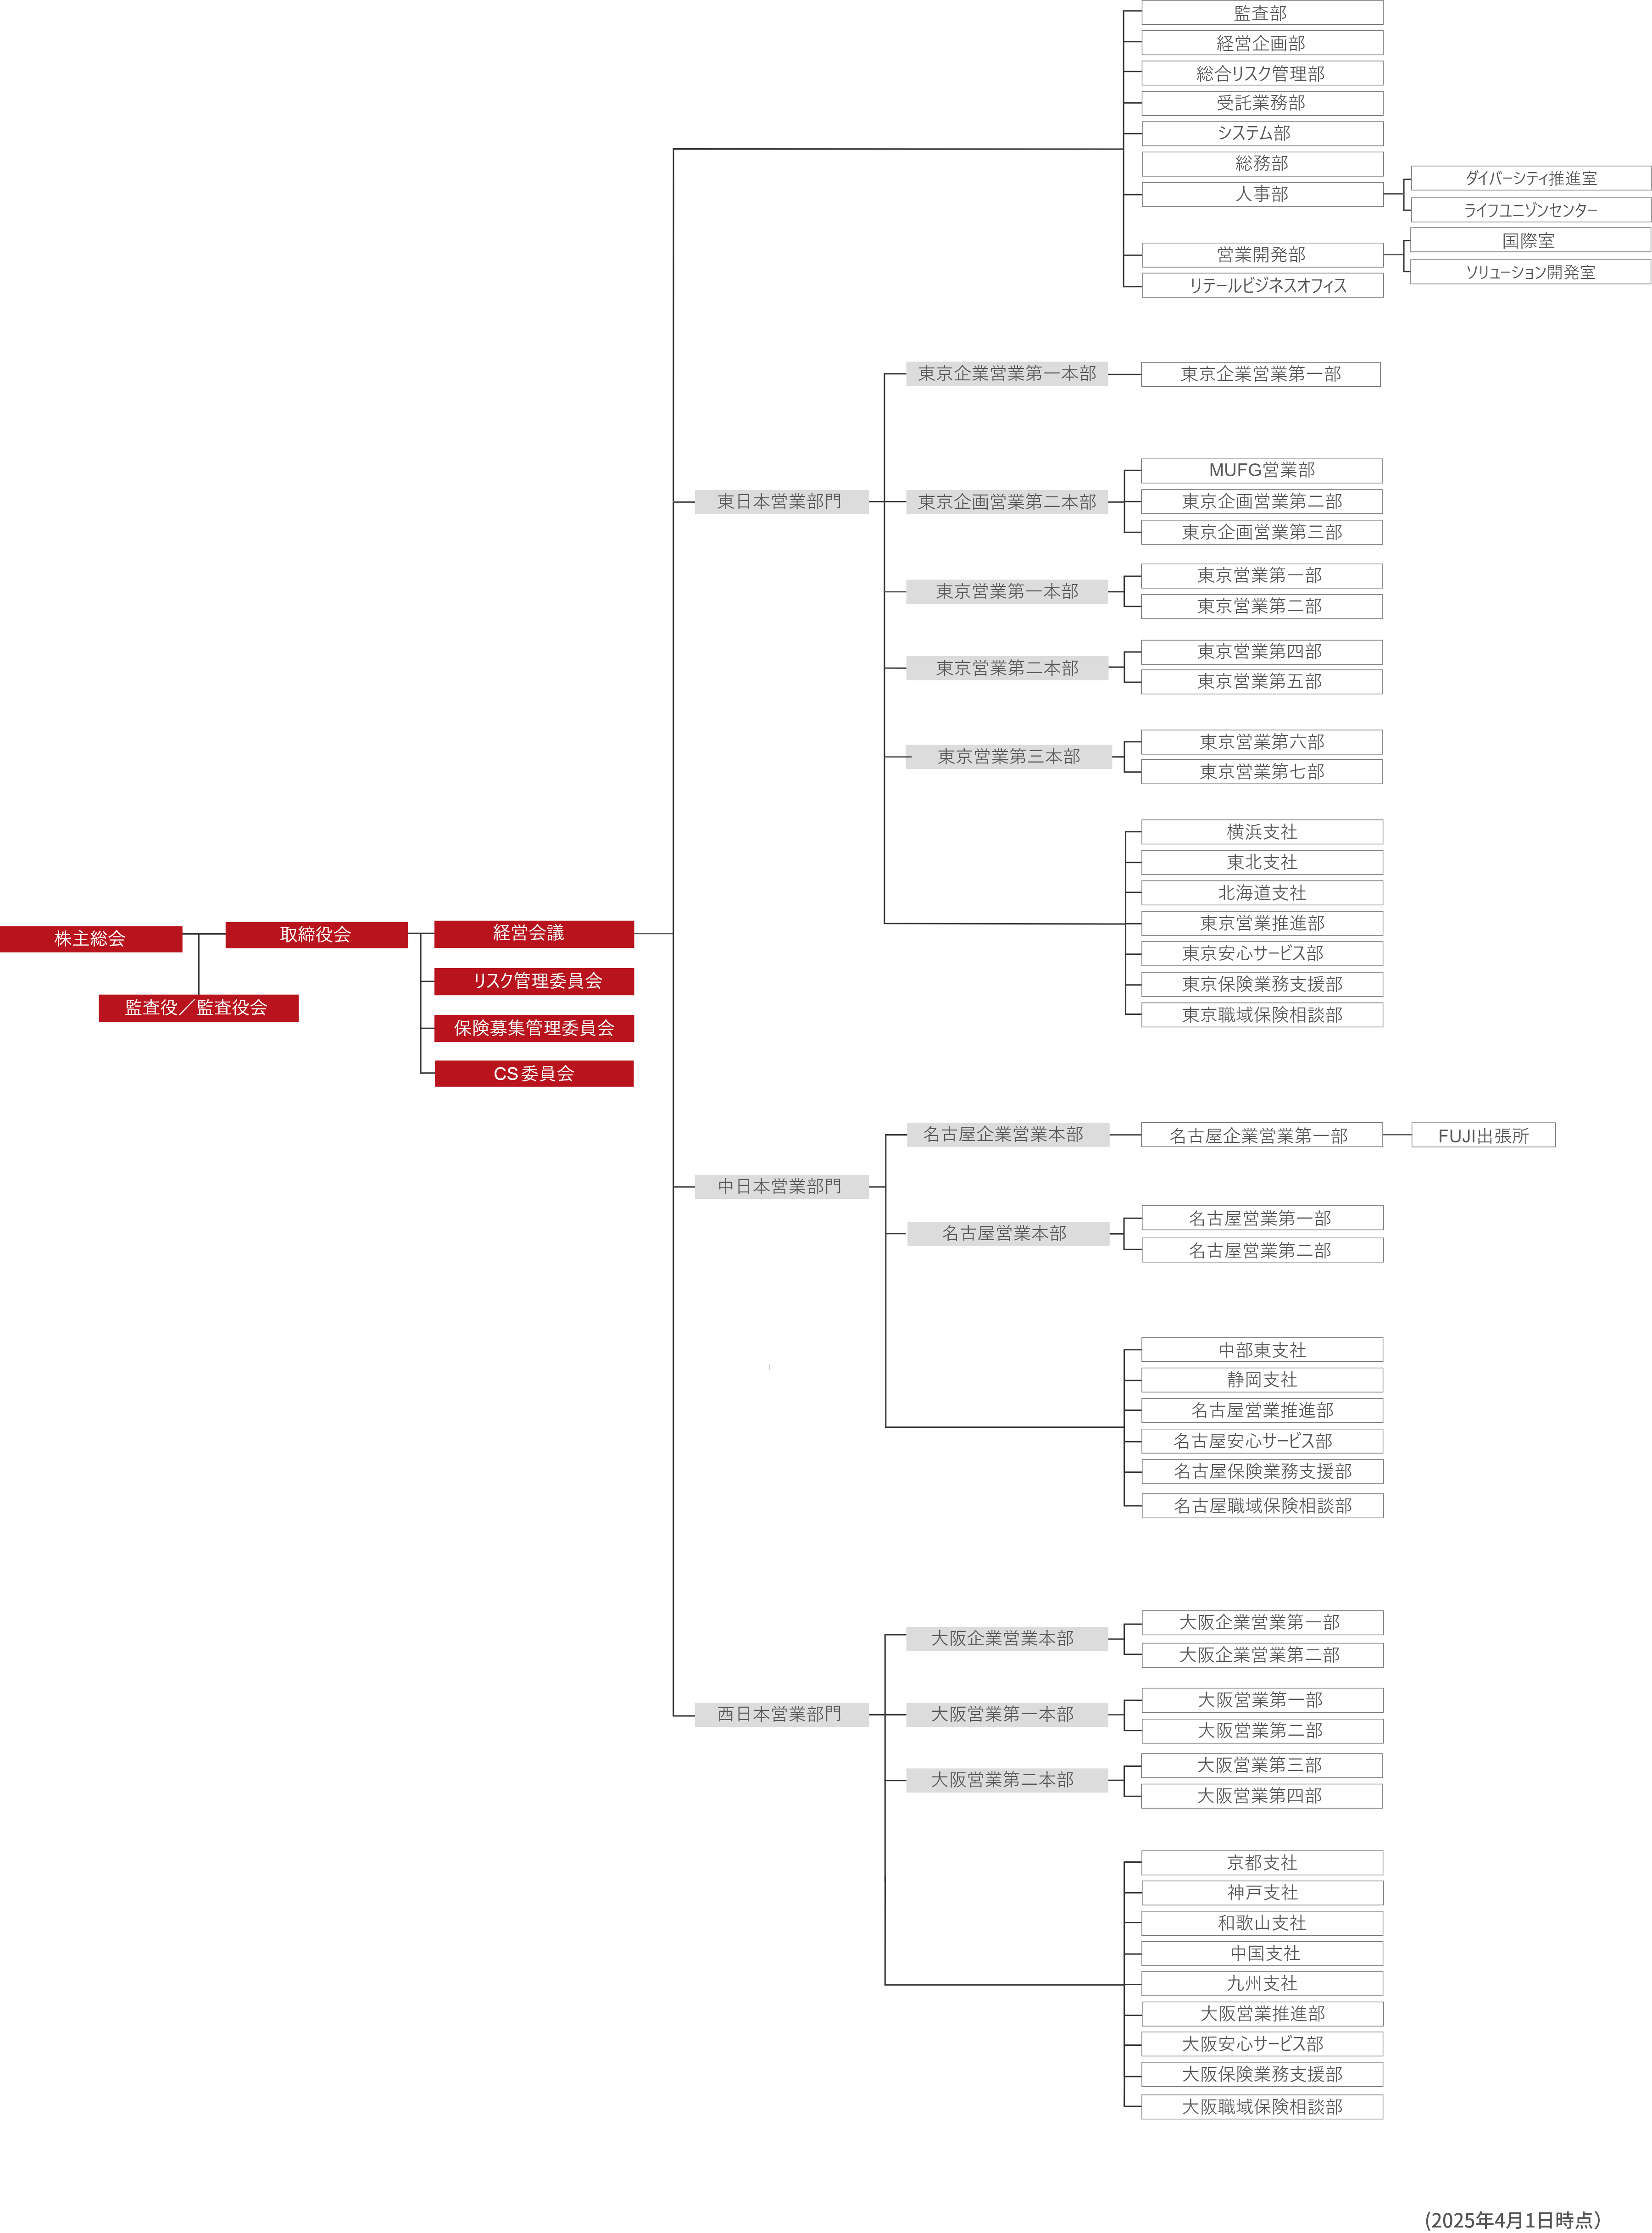 監査部
経営企画部
総合リスク管理部
受託業務部
システム部
総務部
人事部
ダイバーシティ推進室
ライフユニゾンセンター
営業開発部
国際室
ソリューション開発室
リテールビジネスオフィス
東京企業営業第一本部
東京企業営業第一部
東日本営業部門
東京企画営業第二本部
MUFG営業部
東京企画営業第二部
東京企画営業第三部
東京営業第一本部
東京営業第一部
東京営業第二部
東京営業第二本部
東京営業第四部
東京営業第五部
東京営業第三本部
東京営業第六部
東京営業第七部
横浜支社
東北支社
北海道支社
東京営業推進部
東京安心サービス部
東京保険業務支援部
東京職域保険相談部
株主総会
取締役会
経営会議
監査役／監査役会
リスク管理委員会
保険募集管理委員会
CS委員会
名古屋企業営業本部
名古屋企業営業第一部
FUJI出張所
中日本営業部門
名古屋営業本部
名古屋営業第一部
名古屋営業第二部
中部東支社
静岡支社
名古屋営業推進部
名古屋安心サービス部
名古屋保険業務支援部
名古屋職域保険相談部
大阪企業営業本部
大阪企業営業第一部
大阪企業営業第二部
西日本営業部門
大阪営業第一本部
大阪営業第一部
大阪営業第二部
大阪営業第二本部
大阪営業第三部
大阪営業第四部
京都支社
神戸支社
和歌山支社
中国支社
九州支社
大阪営業推進部
大阪安心サービス部
大阪保険業務支援部
大阪職域保険相談部
(2025年4月1日時点）